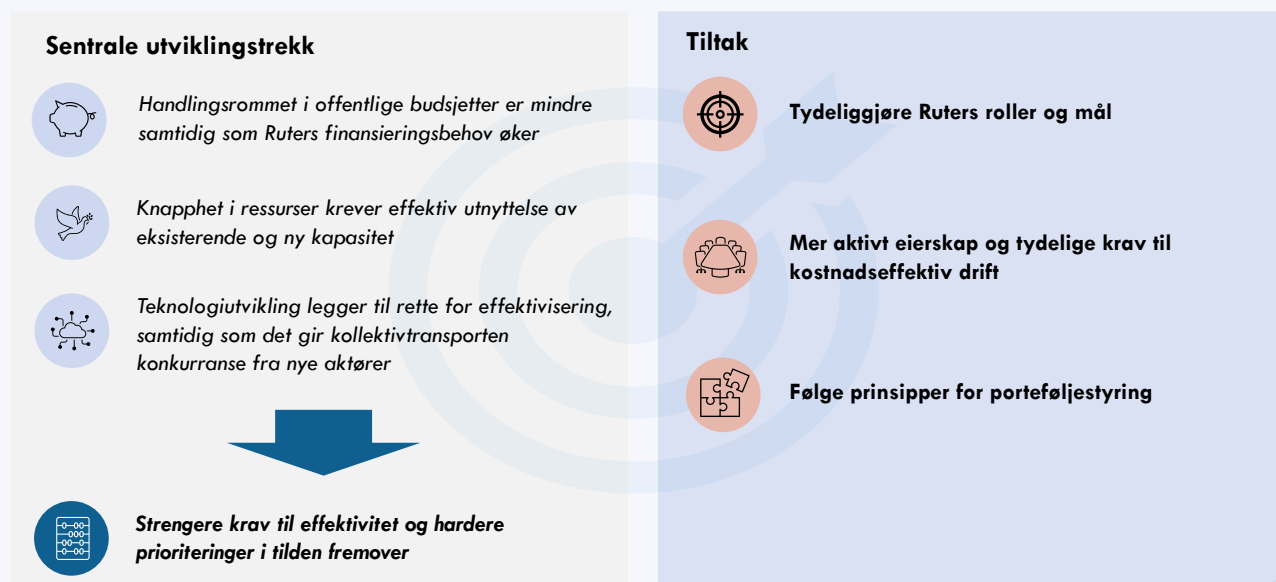 Sentrale utviklingstrekk
Handlingsrommet i offentlige budsjetter er mindre
samtidig som Ruters finansieringsbehov øker
Knapphet i ressurser krever effektiv utnyttelse av
eksisterende og ny kapasitet
Teknologiutvikling legger til rette for effektivisering,
samtidig som det gir kollektivtransporten
konkurranse fra nye aktører
Strengere krav til effektivitet og hardere
prioriteringer i tilden fremover
Tiltak
Tydeliggjøre Ruters roller og mål
Mer aktivt eierskap og tydelige krav til
kostnadseffektiv drift
Følge prinsipper for porteføljestyring